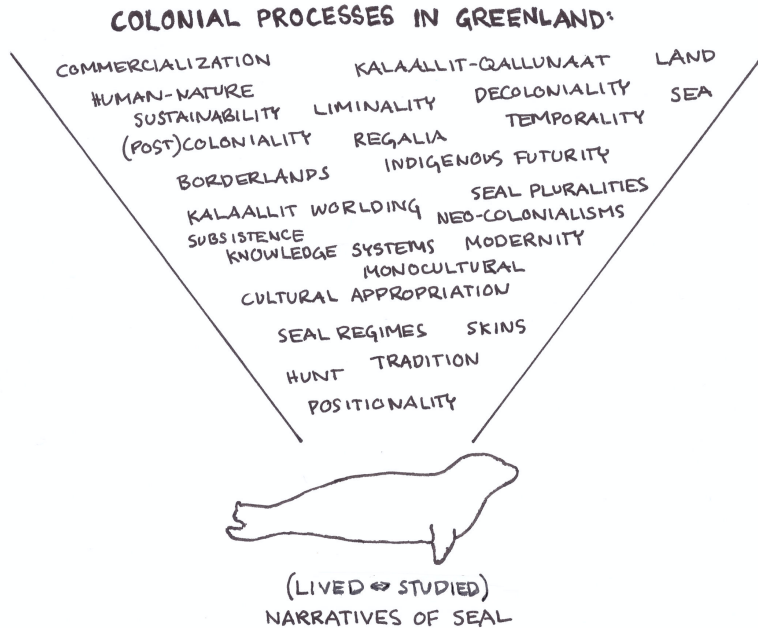 COLONIAL PROCESSES IN GREENLAND:
COMMERCIALIZATION KALAALLIT-QALLUNAAT LAND
HUMAN-NATURE DECOLONIALITY SEA
SUSTAINABILITY LIMINALITY TEMPORALITY
(POST)COLONIALITY REGALIA
BORDERLANDS INDIGENOUS FUTURITY
SEAL PLURALITIES
KALAALLIT WORLDING NEO-COLONIALISMS
SUBSISTENCE
KNOWLEDGE SYSTEMS MODERNITY
MONOCULTURAL
CULTURAL APPROPRIATION
SEAL REGIMES SKINS
HUNT TRADITION
POSITIONALITY
(LIVED ⇔ STUDIED)
NARRATIVES OF SEAL